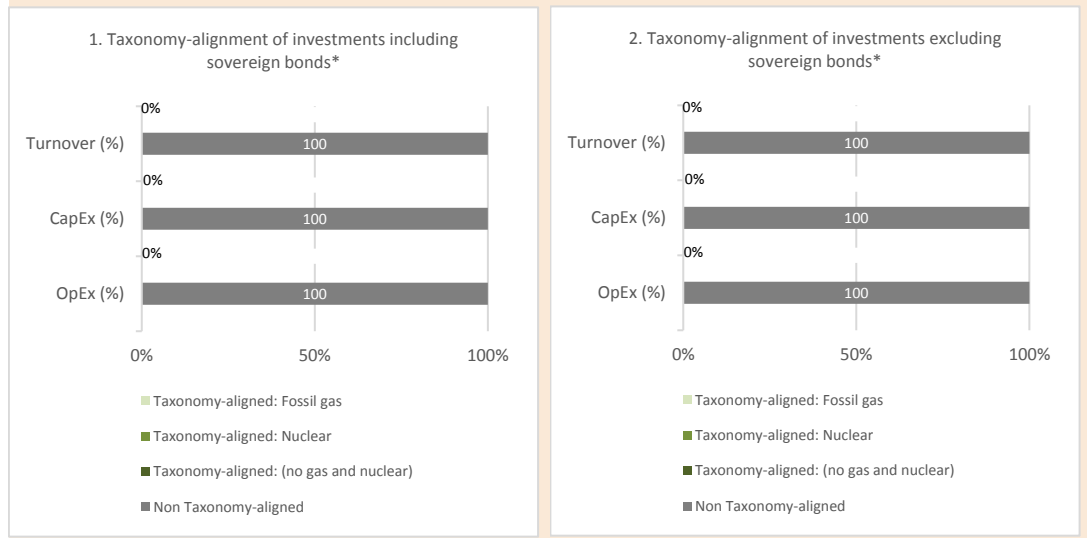 1. Taxonomy-alignment of investments including
sovereign bonds*
0%
Turnover (%)
100
0%
CapEx (%)
100
0%
OpEx (%)
100
0%
50%
100%
Taxonomy-aligned: Fossil gas
Taxonomy-aligned: Nuclear
Taxonomy-aligned: (no gas and nuclear)
Non Taxonomy-aligned
2. Taxonomy-alignment of investments excluding
sovereign bonds*
0%
Turnover (%)
100
0%
CapEx (%)
100
0%
OpEx (%)
100
0%
50%
100%
Taxonomy-aligned: Fossil gas
Taxonomy-aligned: Nuclear
Taxonomy-aligned: (no gas and nuclear)
Non Taxonomy-aligned